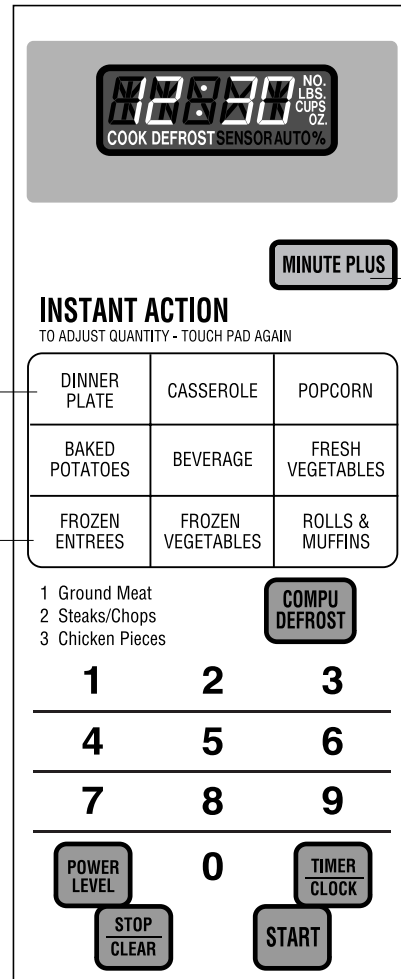 12:30
NO.
LBS.
CUPS
OZ.
COOK DEFROST SENSOR AUTO %
MINUTE PLUS
INSTANT ACTION
TO ADJUST QUANTITY - TOUCH PAD AGAIN
DINNER
PLATE
CASSEROLE
POPCORN
BAKED
POTATOES
BEVERAGE
FRESH
VEGETABLES
FROZEN
ENTREES
FROZEN
VEGETABLES
ROLLS &
MUFFINS
1 Ground Meat
2 Steaks/Chops
3 Chicken Pieces
COMPU
DEFROST
1 2 3
4 5 6
7 8 9
POWER
LEVEL
0
TIMER
CLOCK
STOP
CLEAR
START